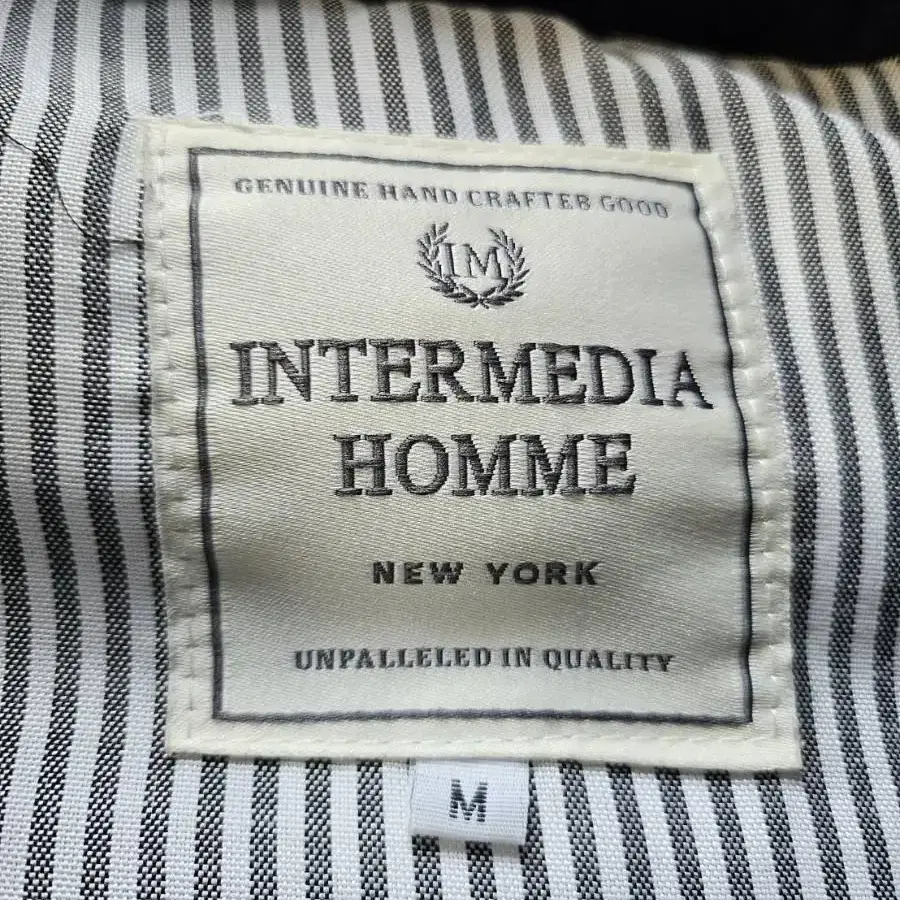 GENUINE HAND CRAFTEB GOOD
IM
INTERMEDIA
HOMME
NEW YORK
UNPALLELED IN QUALITY
M